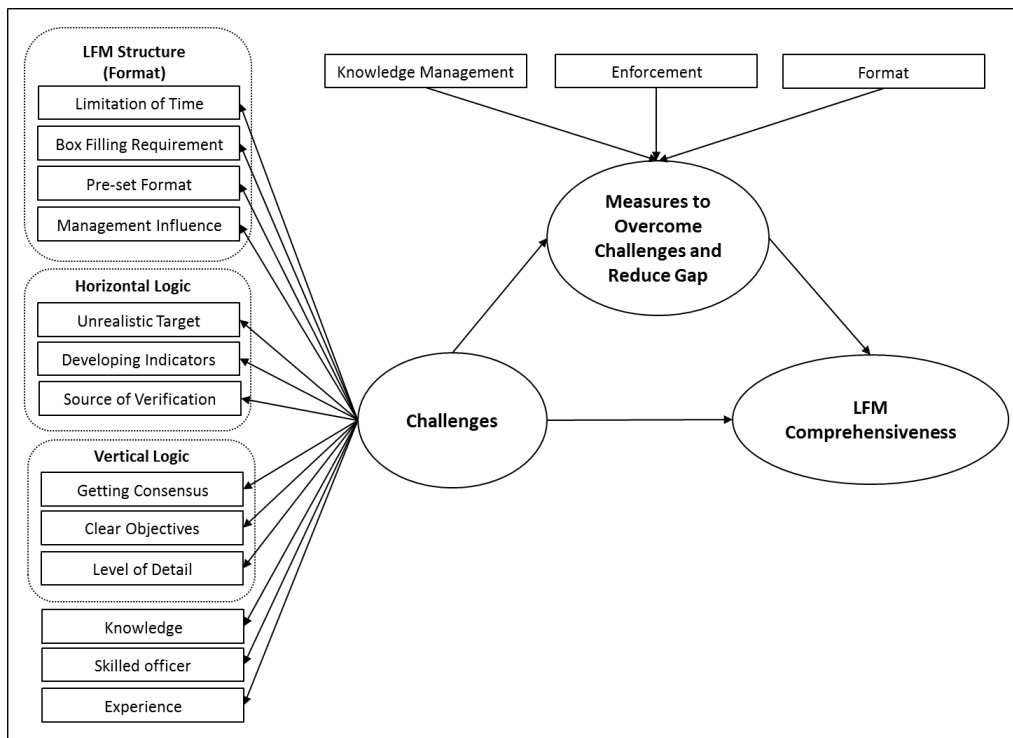 LFM Structure
(Format)
Limitation of Time
Box Filling Requirement
Pre-set Format
Management Influence
Horizontal Logic
Unrealistic Target
Developing Indicators
Source of Verification
Vertical Logic
Getting Consensus
Clear Objectives
Level of Detail
Knowledge
Skilled officer
Experience
Challenges
Knowledge Management
Enforcement
Format
Measures to
Overcome
Challenges and
Reduce Gap
LFM
Comprehensiveness